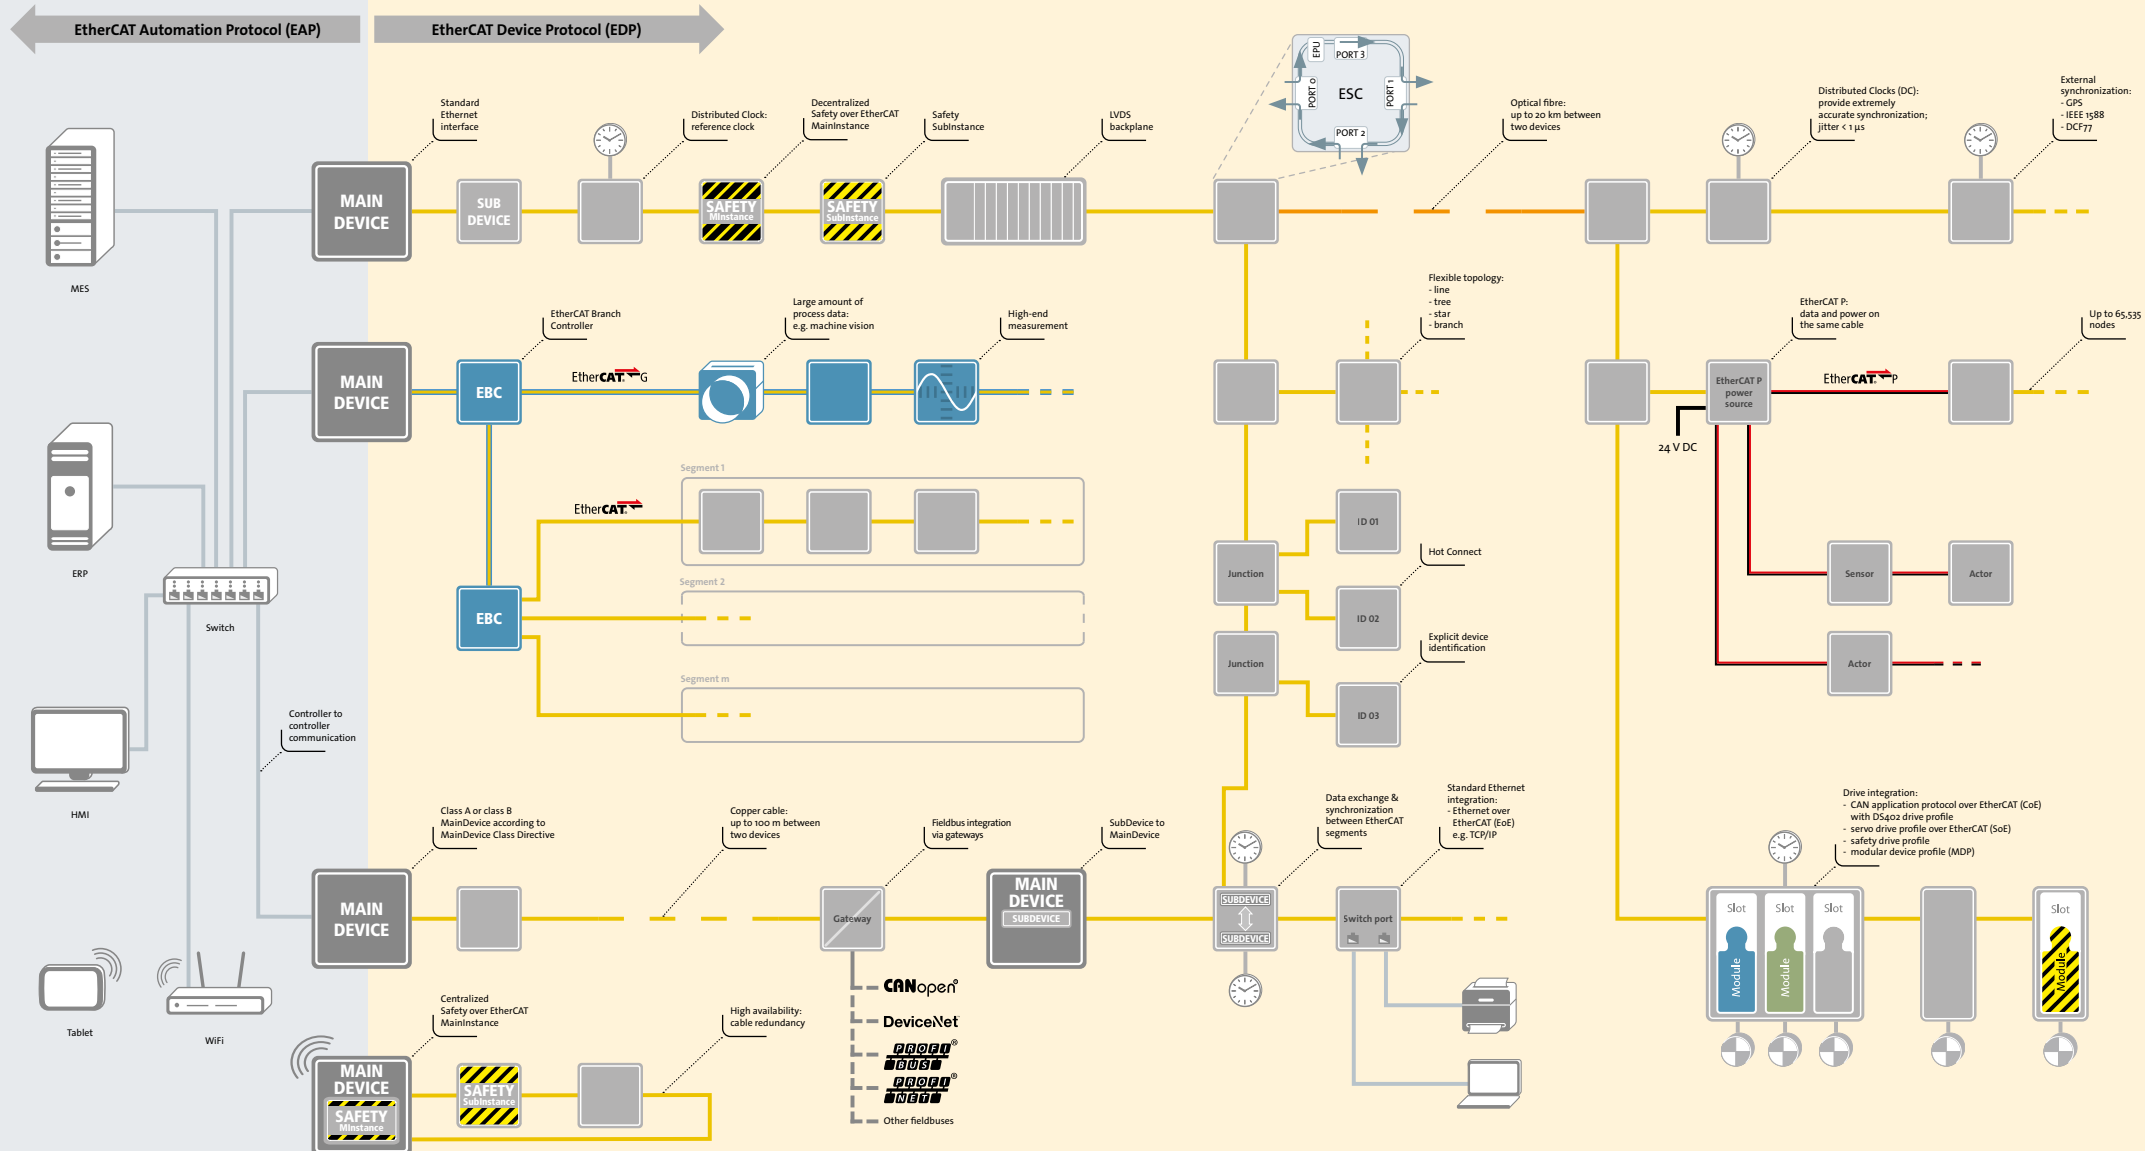 EtherCAT Automation Protocol (EAP)
EtherCAT Device Protocol (EDP)
EPU
PORT 3
PORT 0
ESC
PORT 1
PORT 2
Standard
Ethernet
interface
Distributed Clock:
reference clock
Decentralized
Safety over EtherCAT
MainInstance
Safety
SubInstance
LVDS
backplane
Optical fibre:
up to 20 km between
two devices
Distributed Clocks (DC):
provide extremely
accurate synchronization;
jitter < 1 µs
External
synchronization:
- GPS
- IEEE 1588
- DCF77
MES
MAIN
DEVICE
SUB
DEVICE
SAFETY
MInstance
SAFETY
SubInstance
EtherCAT Branch
Controller
Large amount of
process data:
e.g. machine vision
High-end
measurement
Flexible topology:
- line
- tree
- star
- branch
EtherCAT P:
data and power on
the same cable
Up to 65,535
nodes
MAIN
DEVICE
EBC
EtherCAT® G
EtherCAT P
power
source
EtherCAT® P
24 V DC
Segment 1
EtherCAT®
Segment 2
EBC
Segment m
ID 01
Junction
Hot Connect
ID 02
Junction
Explicit device
identification
ID 03
Sensor
Actor
Actor
ERP
Switch
HMI
Controller to
controller
communication
Class A or class B
MainDevice according to
MainDevice Class Directive
Copper cable:
up to 100 m between
two devices
Fieldbus integration
via gateways
SubDevice to
MainDevice
Data exchange &
synchronization
between EtherCAT
segments
Standard Ethernet
integration:
- Ethernet over
EtherCAT (EoE)
e.g. TCP/IP
Drive integration:
- CAN application protocol over EtherCAT (CoE)
with DS402 drive profile
- servo drive profile over EtherCAT (SoE)
- safety drive profile
- modular device profile (MDP)
MAIN
DEVICE
Gateway
MAIN
DEVICE
SUBDEVICE
SUBDEVICE
SUBDEVICE
Switch port
Slot
Module
Slot
Module
Slot
Slot
Module
CANopen®
DeviceNet
PROFI®
BUS
PROFI®
NET
Other fieldbuses
Tablet
WiFi
Centralized
Safety over EtherCAT
MainInstance
High availability:
cable redundancy
MAIN
DEVICE
SAFETY
MInstance
SAFETY
SubInstance